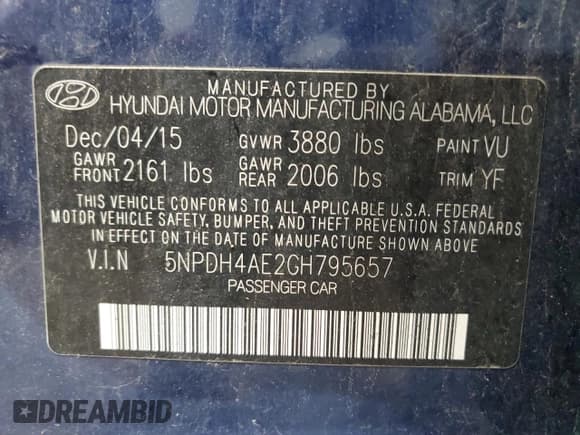 MANUFACTURED BY
HYUNDAI MOTOR MANUFACTURING ALABAMA, LLC
Dec/04/15 GVWR 3880 lbs PAINT VU
GAWR FRONT 2161 lbs GAWR REAR 2006 lbs TRIM YF
THIS VEHICLE CONFORMS TO ALL APPLICABLE U.S.A. FEDERAL
MOTOR VEHICLE SAFETY, BUMPER, AND THEFT PREVENTION STANDARDS
IN EFFECT ON THE DATE OF MANUFACTURE SHOWN ABOVE
V.I.N 5NPDH4AE2GH795657
PASSENGER CAR
DREAMBID